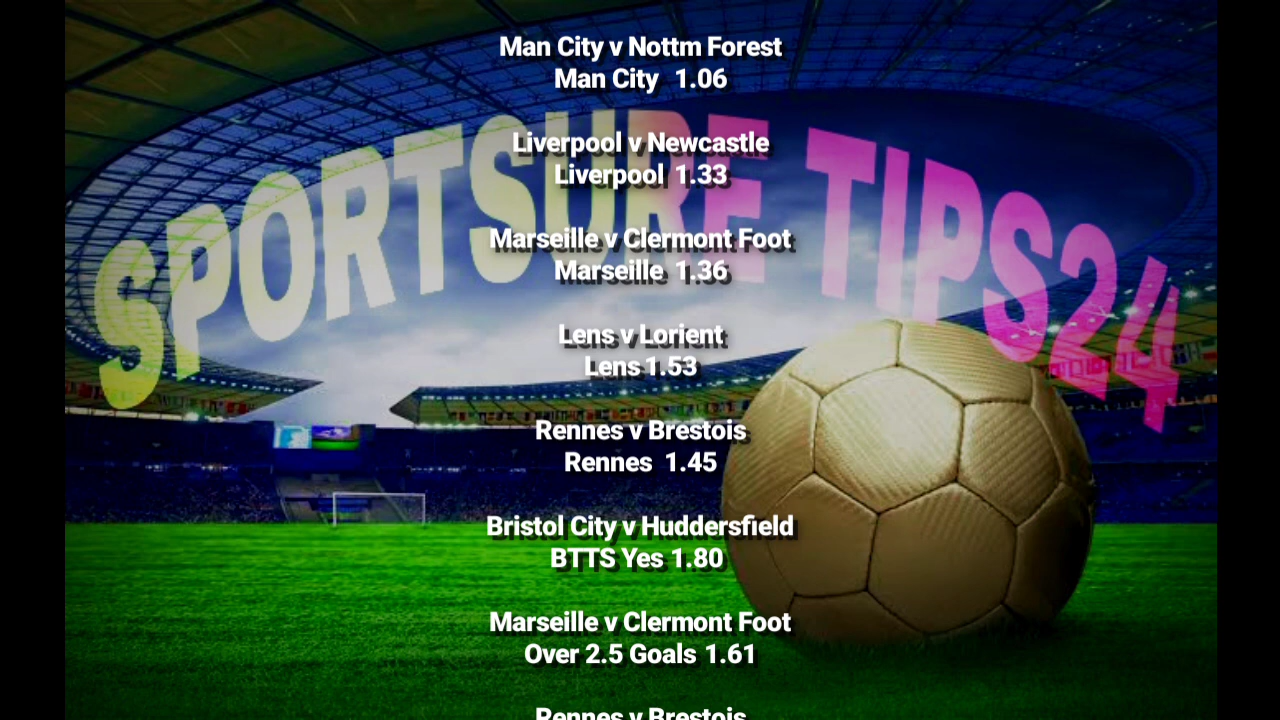 Man City v Nottm Forest
Man City 1.06
Liverpool v Newcastle
Liverpool 1.33
SPORTSURE TIPS24
Marseille v Clermont Foot
Marseille 1.36
Lens v Lorient
Lens 1.53
Rennes v Brestois
Rennes 1.45
Bristol City v Huddersfield
BTTS Yes 1.80
Marseille v Clermont Foot
Over 2.5 Goals 1.61
Rennes v Brestois